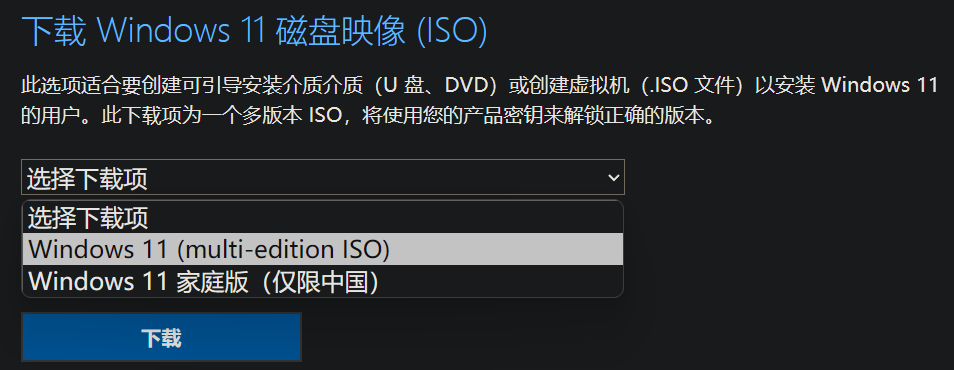 下载 Windows 11 磁盘映像 (ISO)
此选项适合要创建可引导安装介质介质（U 盘、DVD）或创建虚拟机（.ISO 文件）以安装 Windows 11
的用户。此下载项为一个多版本 ISO，将使用您的产品密钥来解锁正确的版本。
选择下载项
选择下载项
Windows 11 (multi-edition ISO)
Windows 11 家庭版（仅限中国）
下载